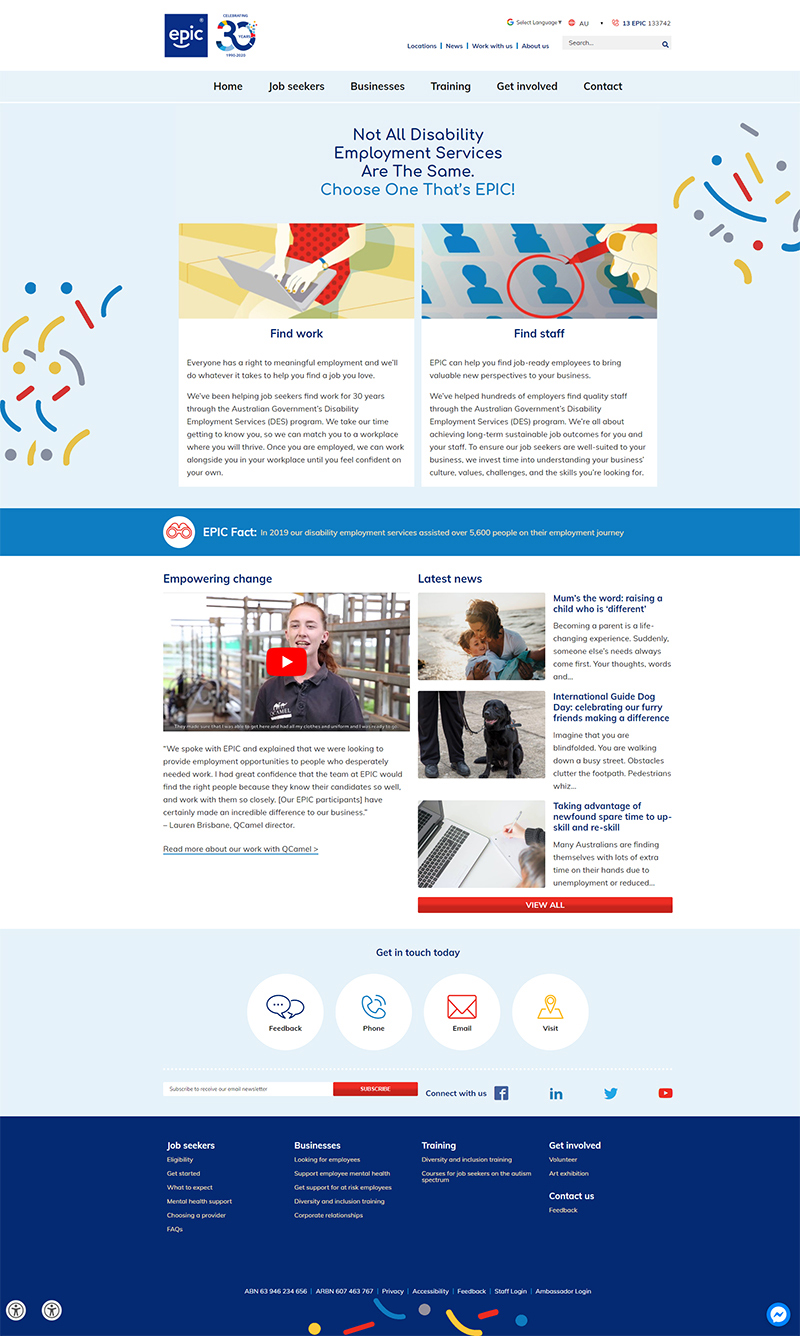 epic
CELEBRATING
30 YEARS
1990-2020
Select Language ▼
AU
13 EPIC 133742
Locations | News | Work with us | About us
Search...
Home
Job seekers
Businesses
Training
Get involved
Contact
Not All Disability
Employment Services
Are The Same.
Choose One That's EPIC!
Find work
Everyone has a right to meaningful employment and we'll
do whatever it takes to help you find a job you love.
We've been helping job seekers find work for 30 years
through the Australian Government's Disability
Employment Services (DES) program. We take our time
getting to know you, so we can match you to a workplace
where you will thrive. Once you are employed, we can work
alongside you in your workplace until you feel confident on
your own.
Find staff
EPIC can help you find job-ready employees to bring
valuable new perspectives to your business.
We've helped hundreds of employers find quality staff
through the Australian Government's Disability
Employment Services (DES) program. We're all about
achieving long-term sustainable job outcomes for you and
your staff. To ensure our job seekers are well-suited to your
business, we invest time into understanding your business'
culture, values, challenges, and the skills you're looking for.
EPIC Fact: In 2019 our disability employment services assisted over 5,600 people on their employment journey
Empowering change
QCAMEL
They made sure that I was able to get here and had all my clothes and uniform and I was ready to go.
"We spoke with EPIC and explained that we were looking to
provide employment opportunities to people who desperately
needed work. I had great confidence that the team at EPIC would
find the right people because they know their candidates so well,
and work with them so closely. [Our EPIC participants] have
certainly made an incredible difference to our business."
– Lauren Brisbane, QCamel director.
Read more about our work with QCamel >
Latest news
Mum's the word: raising a
child who is 'different'
Becoming a parent is a life-
changing experience. Suddenly,
someone else's needs always
come first. Your thoughts, words
and...
International Guide Dog
Day: celebrating our furry
friends making a difference
Imagine that you are
blindfolded. You are walking
down a busy street. Obstacles
clutter the footpath. Pedestrians
whiz...
Taking advantage of
newfound spare time to up-
skill and re-skill
Many Australians are finding
themselves with lots of extra
time on their hands due to
unemployment or reduced...
VIEW ALL
Get in touch today
Feedback
Phone
Email
Visit
Subscribe to receive our email newsletter
SUBSCRIBE
Connect with us
Job seekers
Eligibility
Get started
What to expect
Mental health support
Choosing a provider
FAQs
Businesses
Looking for employees
Support employee mental health
Get support for at risk employees
Diversity and inclusion training
Corporate relationships
Training
Diversity and inclusion training
Courses for job seekers on the autism
spectrum
Get involved
Volunteer
Art exhibition
Contact us
Feedback
ABN 63 946 234 656 | ARBN 607 463 767 | Privacy | Accessibility | Feedback | Staff Login | Ambassador Login